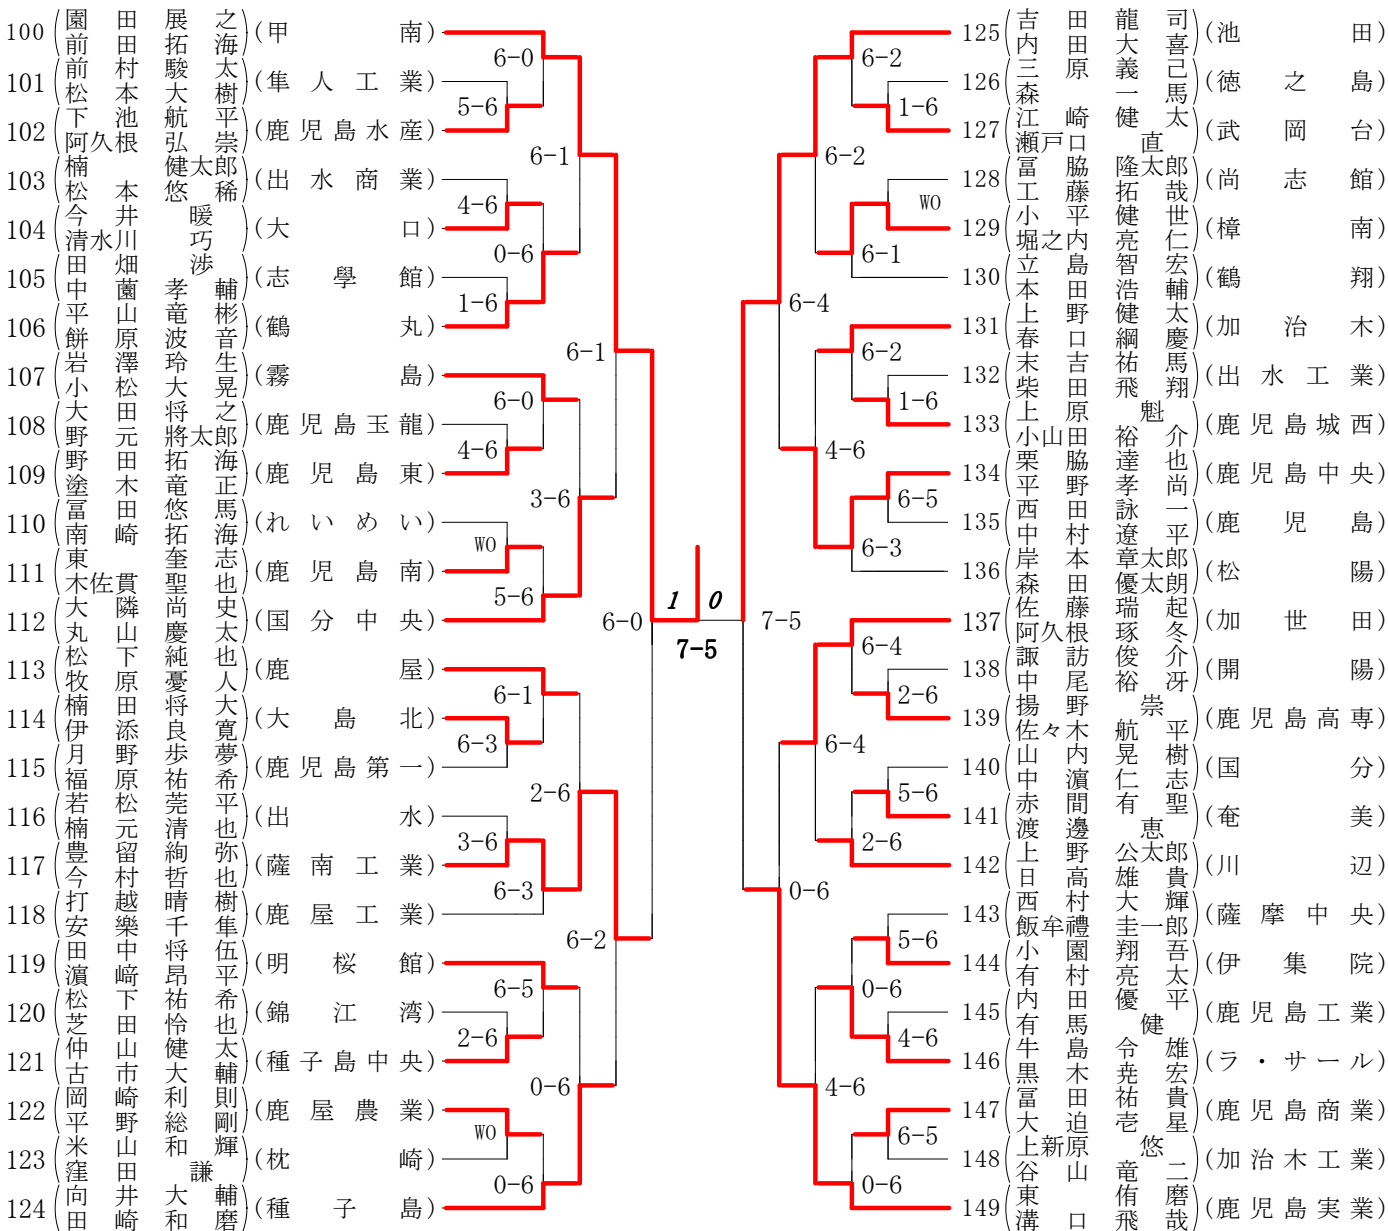 100 (園田展之 前田拓海) (甲南)
101 (前村駿太 松本大樹) (隼人工業)
102 (下池航平 阿久根弘崇) (鹿児島水産)
103 (楠健太郎 松本悠稀) (出水商業)
104 (今井暖 清水川巧) (大口)
105 (田畑渉 中薗孝輔) (志學館)
106 (平山竜彬 餅原波音) (鶴丸)
107 (岩澤玲生 小松大晃) (霧島)
108 (大田将之 野元將太郎) (鹿児島玉龍)
109 (野田拓海 塗木竜正) (鹿児島東)
110 (冨田悠馬 南崎拓海) (れいめい)
111 (東奎志 木佐貫聖也) (鹿児島南)
112 (大隣尚史 丸山慶太) (国分中央)
113 (松下純也 牧原憂人) (鹿屋)
114 (楠田将大 伊添良寛) (大島北)
115 (月野歩夢 福原祐希) (鹿児島第一)
116 (若松莞平 楠元清也) (出水)
117 (豊留絢弥 今村哲也) (薩南工業)
118 (打越晴樹 安樂千隼) (鹿屋工業)
119 (田中将伍 濵﨑昂平) (明桜館)
120 (松下祐希 芝田怜也) (錦江湾)
121 (仲山健太 古市大輔) (種子島中央)
122 (岡崎利則 平野総剛) (鹿屋農業)
123 (米山和輝 窪田謙) (枕崎)
124 (向井大輔 田崎和磨) (種子島)
6-0
5-6
6-1
4-6
0-6
1-6
6-1
6-0
4-6
3-6
WO
5-6
6-0
6-1
6-3
2-6
3-6
6-3
6-2
6-5
2-6
0-6
WO
0-6
1 0
7-5
125 (吉田龍司 内田大喜) (池田)
126 (三原義己 森一馬) (徳之島)
127 (江崎健太 瀬戸口直) (武岡台)
128 (冨脇隆太郎 工藤拓哉) (尚志館)
129 (小平健世 堀之内亮仁) (樟南)
130 (立島智宏 本田浩輔) (鶴翔)
131 (上野健太 春口綱慶) (加治木)
132 (末吉祐馬 柴田飛翔) (出水工業)
133 (上原魁 小山田裕介) (鹿児島城西)
134 (栗脇達也 平野孝尚) (鹿児島中央)
135 (西田詠一 中村遼平) (鹿児島)
136 (岸本章太郎 森田優太朗) (松陽)
137 (佐藤瑞起 阿久根琢冬) (加世田)
138 (諏訪俊介 中尾裕冴) (開陽)
139 (揚野崇 佐々木航平) (鹿児島高専)
140 (山内晃樹 中濵仁志) (国分)
141 (赤間有聖 渡邊恵) (奄美)
142 (上野公太郎 日高雄貴) (川辺)
143 (西村大輝 飯牟禮圭一郎) (薩摩中央)
144 (小園翔吾 有村亮太) (伊集院)
145 (内田優平 有馬健) (鹿児島工業)
146 (牛島令雄 黒木尭宏) (ラ・サール)
147 (冨田祐貴 大迫壱星) (鹿児島商業)
148 (上新原悠 谷山竜二) (加治木工業)
149 (東侑磨 溝口飛哉) (鹿児島実業)
6-2
1-6
6-2
WO
6-1
6-4
6-2
1-6
4-6
6-5
6-3
7-5
6-4
2-6
6-4
5-6
2-6
0-6
5-6
0-6
4-6
4-6
6-5
0-6